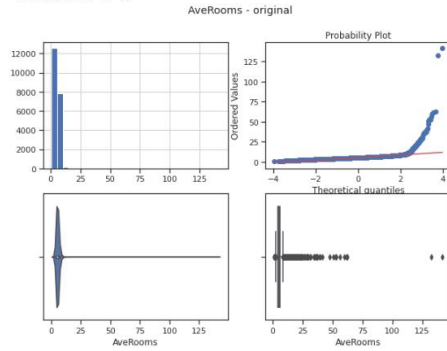 AveRooms - original
Probability Plot
12000
10000
8000
6000
4000
2000
0
0 25 50 75 100 125
Ordered Values
125
100
75
50
25
0
−4 −2 0 2 4
Theoretical quantiles
0 25 50 75 100 125
AveRooms
0 25 50 75 100 125
AveRooms